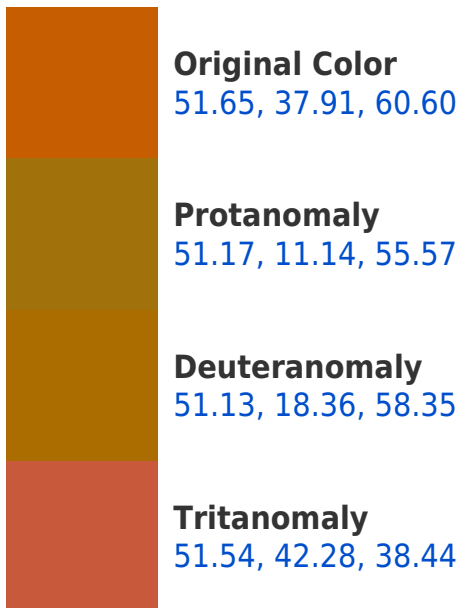 Original Color
51.65, 37.91, 60.60
Protanomaly
51.17, 11.14, 55.57
Deuteranomaly
51.13, 18.36, 58.35
Tritanomaly
51.54, 42.28, 38.44